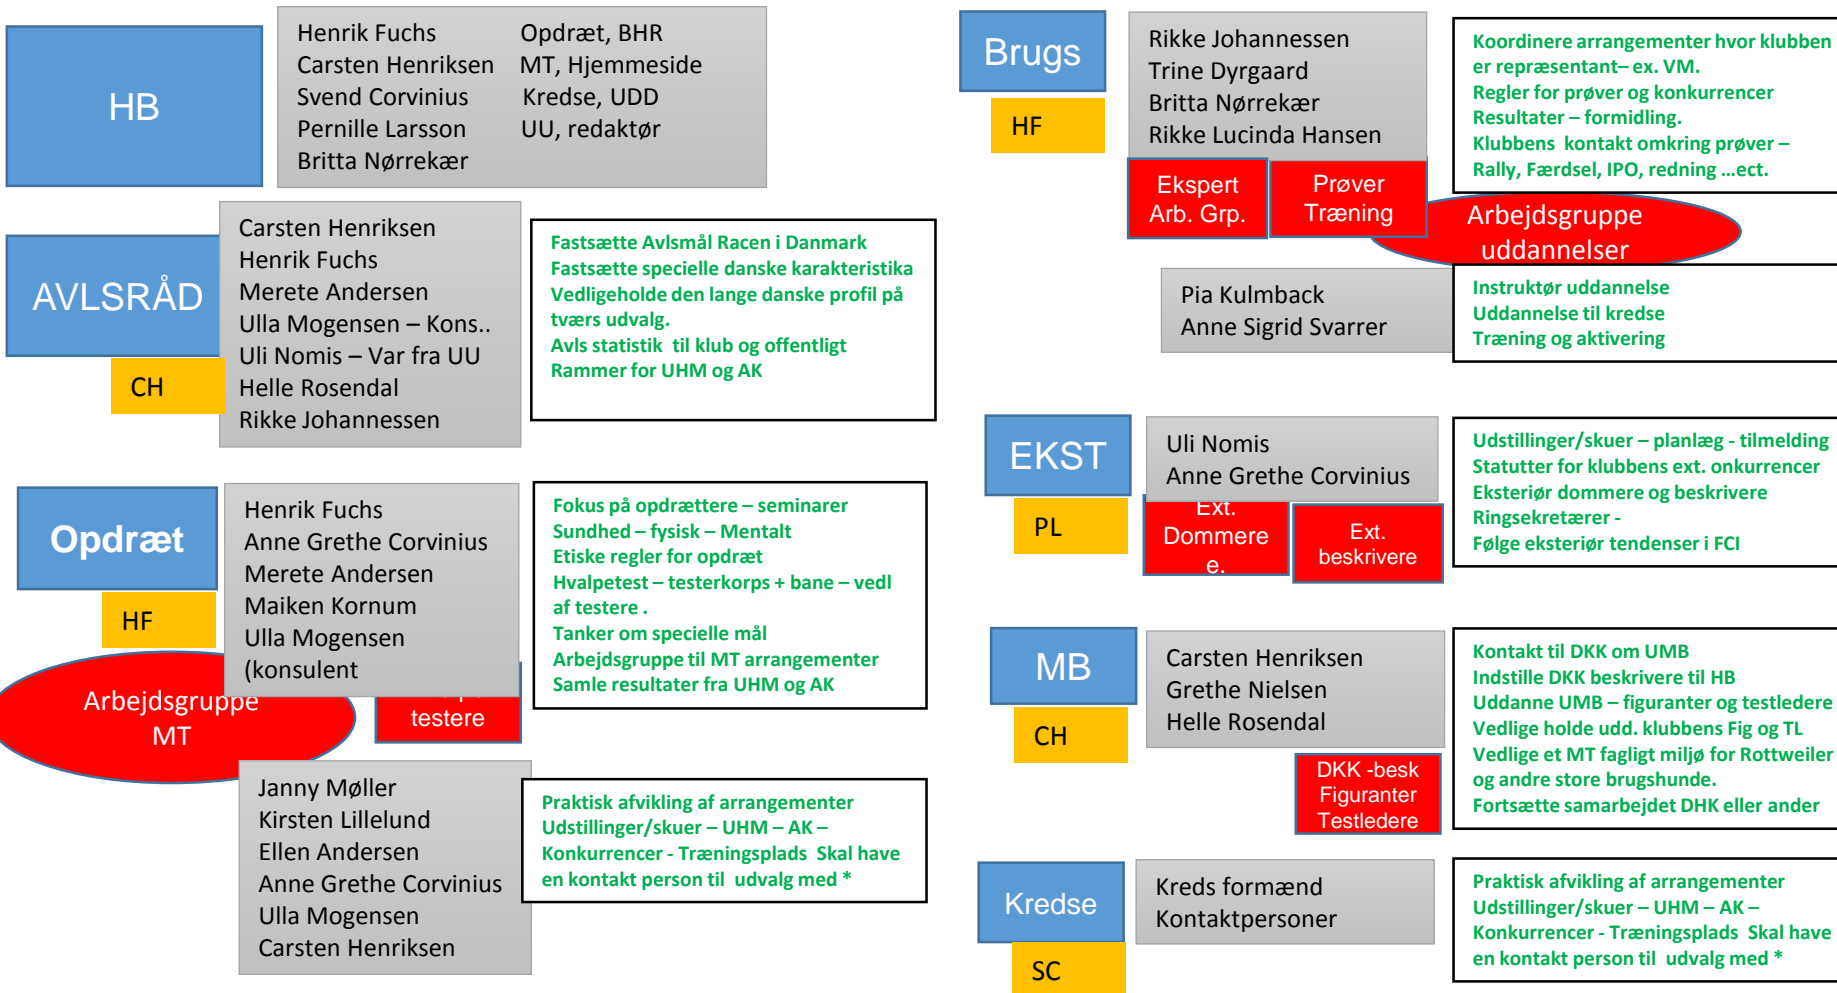 HB
Henrik Fuchs Opdræt, BHR
Carsten Henriksen MT, Hjemmeside
Svend Corvinius Kredse, UDD
Pernille Larsson UU, redaktør
Britta Nørrekær
AVLSRÅD
CH
Carsten Henriksen
Henrik Fuchs
Merete Andersen
Ulla Mogensen – Kons..
Uli Nomis – Var fra UU
Helle Rosendal
Rikke Johannessen
Fastsætte Avlsmål Racen i Danmark
Fastsætte specielle danske karakteristika
Vedligeholde den lange danske profil på
tværs udvalg.
Avls statistik til klub og offentligt
Rammer for UHM og AK
Opdræt
HF
Henrik Fuchs
Anne Grethe Corvinius
Merete Andersen
Maiken Kornum
Ulla Mogensen
(konsulent
Fokus på opdrættere – seminarer
Sundhed – fysisk – Mentalt
Etiske regler for opdræt
Hvalpetest – testerkorps + bane – vedl
af testere .
Tanker om specielle mål
Arbejdsgruppe til MT arrangementer
Samle resultater fra UHM og AK
Arbejdsgruppe
MT
testere
Janny Møller
Kirsten Lillelund
Ellen Andersen
Anne Grethe Corvinius
Ulla Mogensen
Carsten Henriksen
Praktisk afvikling af arrangementer
Udstillinger/skuer – UHM – AK –
Konkurrencer - Træningsplads Skal have
en kontakt person til udvalg med *
Brugs
HF
Rikke Johannessen
Trine Dyrgaard
Britta Nørrekær
Rikke Lucinda Hansen
Koordinere arrangementer hvor klubben
er repræsentant– ex. VM.
Regler for prøver og konkurrencer
Resultater – formidling.
Klubbens kontakt omkring prøver –
Rally, Færdsel, IPO, redning …ect.
Ekspert
Arb. Grp.
Prøver
Træning
Arbejdsgruppe
uddannelser
Pia Kulmback
Anne Sigrid Svarrer
Instruktør uddannelse
Uddannelse til kredse
Træning og aktivering
EKST
PL
Uli Nomis
Anne Grethe Corvinius
Ext.
Dommere
e.
Ext.
beskrivere
Udstillinger/skuer – planlæg - tilmelding
Statutter for klubbens ext. onkurrencer
Eksteriør dommere og beskrivere
Ringsekretærer -
Følge eksteriør tendenser i FCI
MB
CH
Carsten Henriksen
Grethe Nielsen
Helle Rosendal
DKK -besk
Figuranter
Testledere
Kontakt til DKK om UMB
Indstille DKK beskrivere til HB
Uddanne UMB – figuranter og testledere
Vedlige holde udd. klubbens Fig og TL
Vedlige et MT fagligt miljø for Rottweiler
og andre store brugshunde.
Fortsætte samarbejdet DHK eller ander
Kredse
SC
Kreds formænd
Kontaktpersoner
Praktisk afvikling af arrangementer
Udstillinger/skuer – UHM – AK –
Konkurrencer - Træningsplads Skal have
en kontakt person til udvalg med *